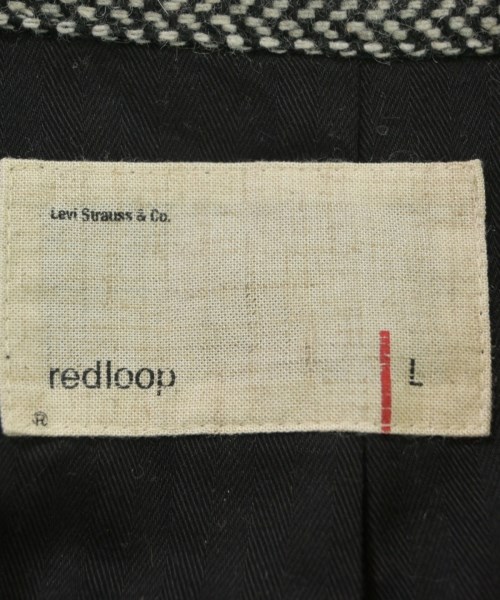 Levi Strauss & Co.
redloop
L
®